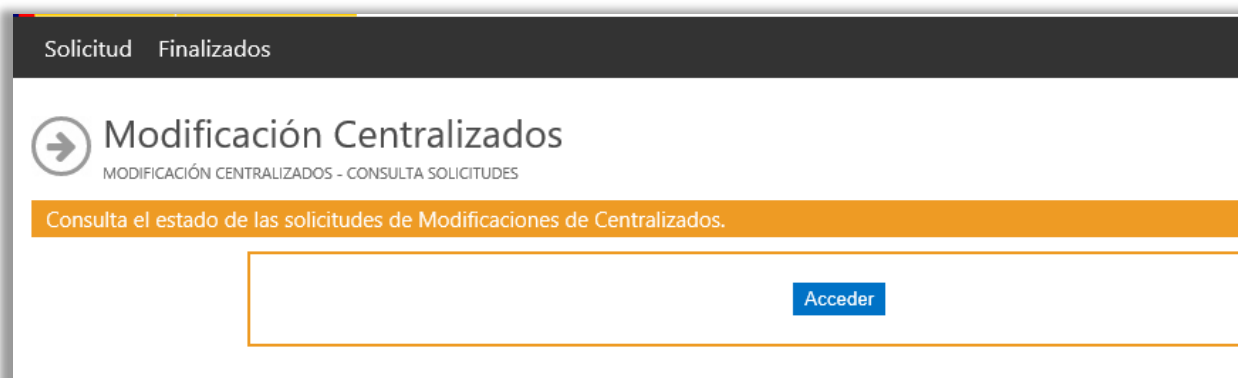 Solicitud Finalizados
Modificación Centralizados
MODIFICACIÓN CENTRALIZADOS - CONSULTA SOLICITUDES
Consulta el estado de las solicitudes de Modificaciones de Centralizados.
Acceder